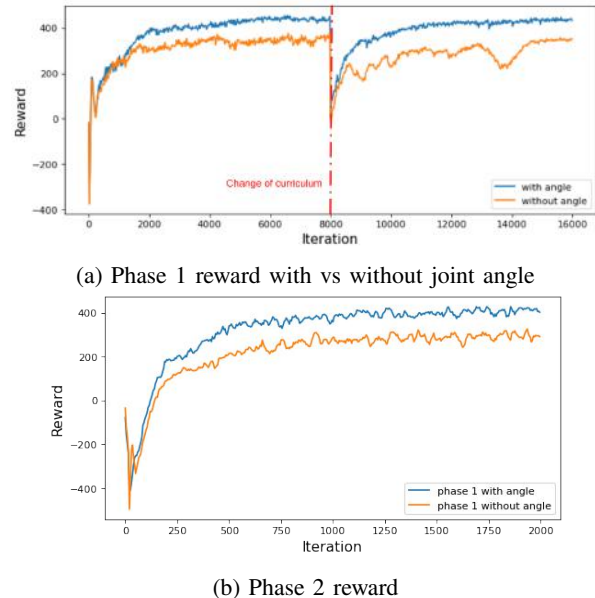 400
200
0
−200
−400
Reward
Change of curriculum
with angle
without angle
0 2000 4000 6000 8000 10000 12000 14000 16000
Iteration
(a) Phase 1 reward with vs without joint angle
400
200
0
−200
−400
Reward
phase 1 with angle
phase 1 without angle
0 250 500 750 1000 1250 1500 1750 2000
Iteration
(b) Phase 2 reward